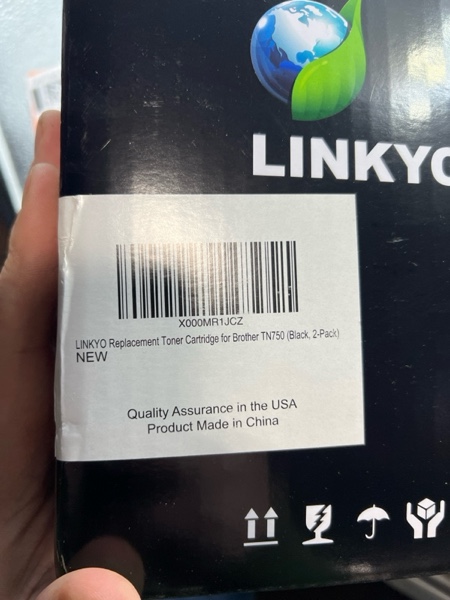 LINKYO
X000MR1JCZ
LINKYO Replacement Toner Cartridge for Brother TN750 (Black, 2-Pack)
NEW
Quality Assurance in the USA
Product Made in China